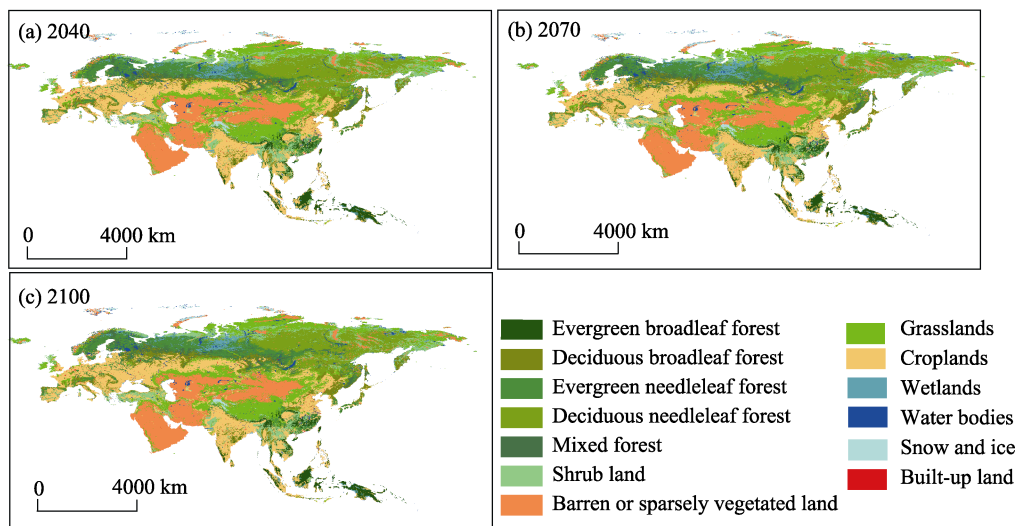 (a) 2040
0
4000 km
(b) 2070
0
4000 km
(c) 2100
0
4000 km
Evergreen broadleaf forest
Deciduous broadleaf forest
Evergreen needleleaf forest
Deciduous needleleaf forest
Mixed forest
Shrub land
Barren or sparsely vegetated land
Grasslands
Croplands
Wetlands
Water bodies
Snow and ice
Built-up land